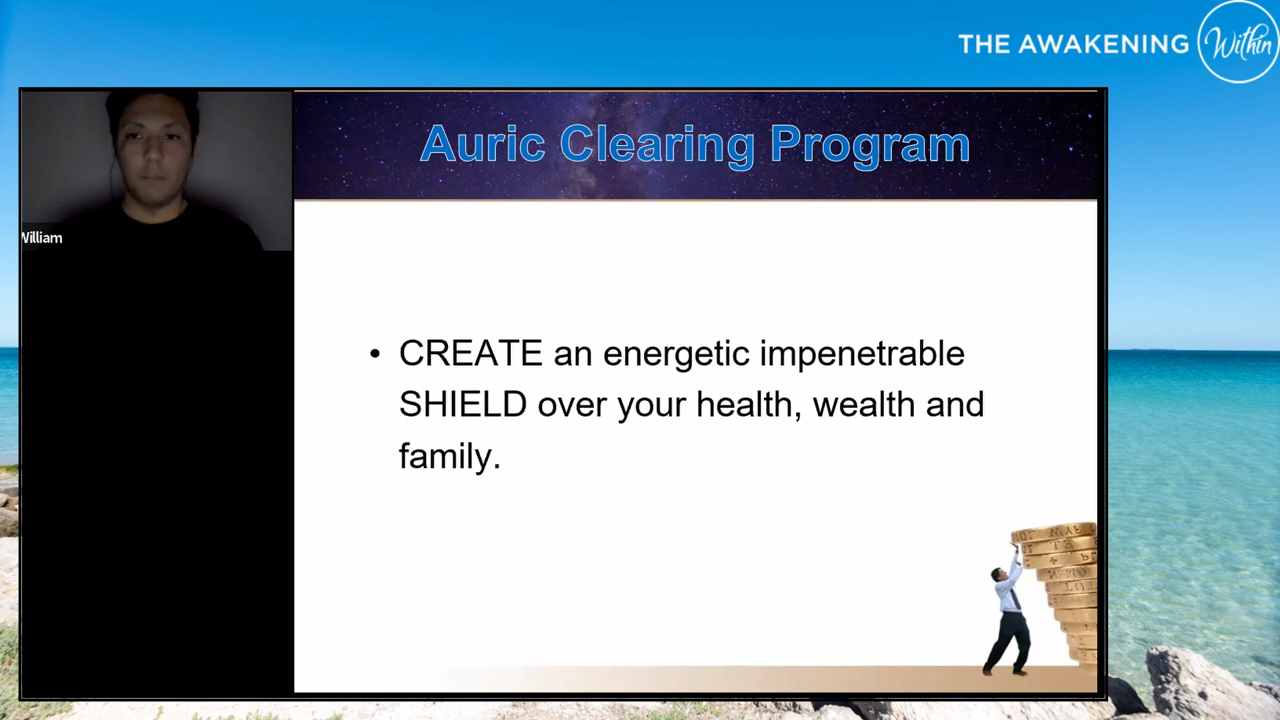 THE AWAKENING Within
Auric Clearing Program
William
• CREATE an energetic impenetrable
SHIELD over your health, wealth and
family.